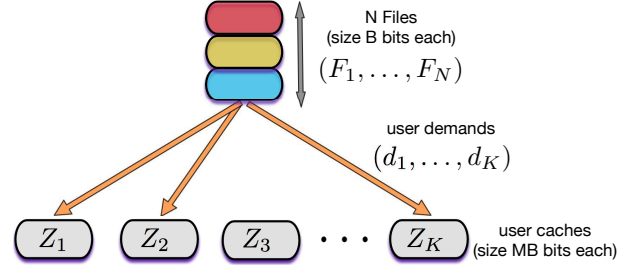 N Files
(size B bits each)
(F_1, . . . , F_N)
user demands
(d_1, . . . , d_K)
Z_1 Z_2 Z_3 · · · Z_K
user caches
(size MB bits each)